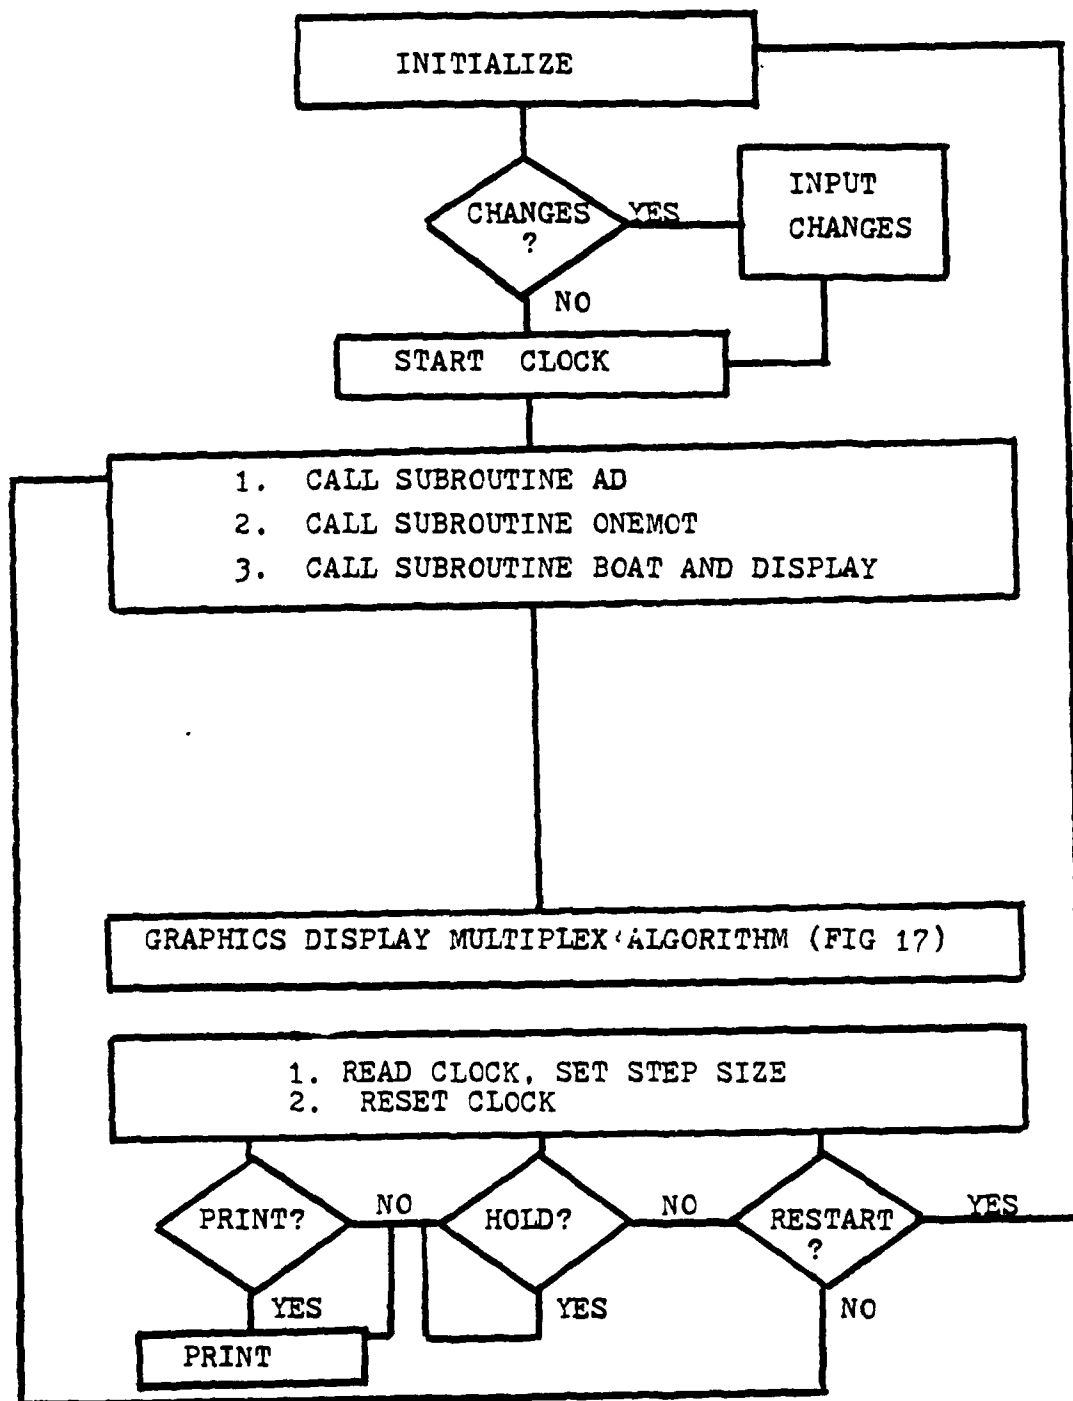 INITIALIZE
CHANGES
?
YES
INPUT
CHANGES
NO
START CLOCK
1. CALL SUBROUTINE AD
2. CALL SUBROUTINE ONEMOT
3. CALL SUBROUTINE BOAT AND DISPLAY
GRAPHICS DISPLAY MULTIPLEX ALGORITHM (FIG 17)
1. READ CLOCK, SET STEP SIZE
2. RESET CLOCK
PRINT?
NO
HOLD?
NO
RESTART
?
YES
YES
YES
NO
PRINT